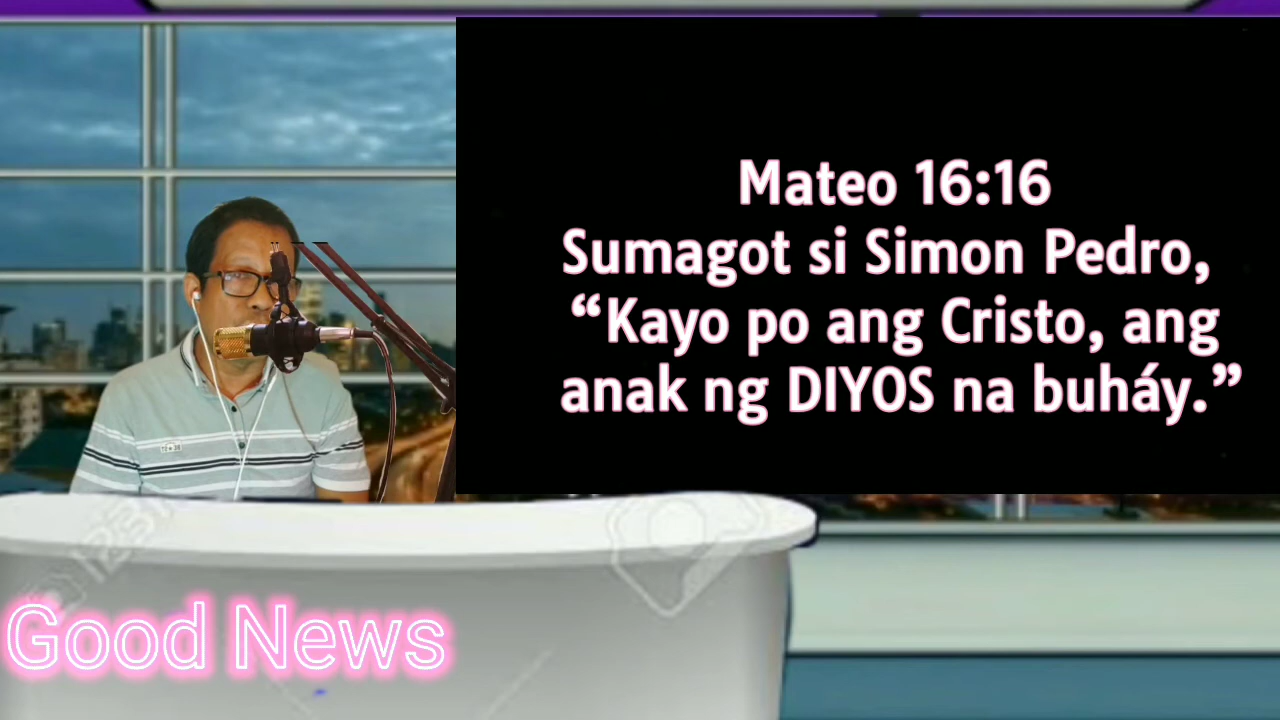 Mateo 16:16
Sumagot si Simon Pedro,
“Kayo po ang Cristo, ang
anak ng DIYOS na buháy.”
Good News